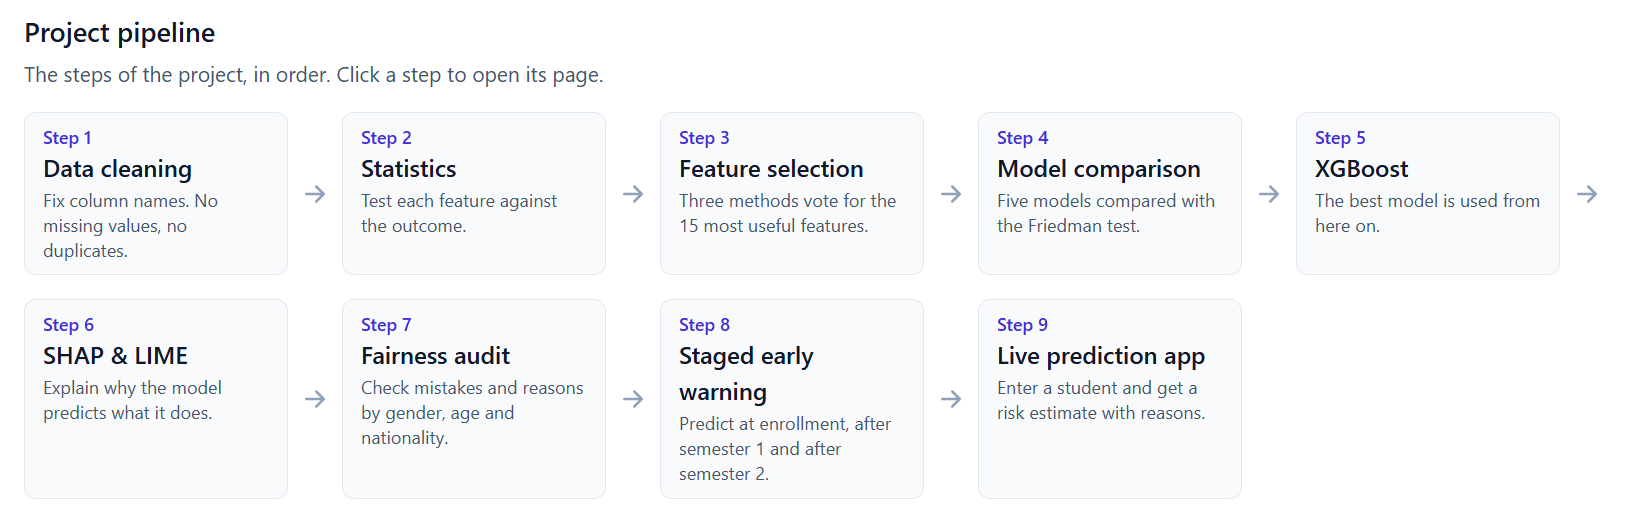 Project pipeline
The steps of the project, in order. Click a step to open its page.
Step 1
Data cleaning
Fix column names. No
missing values, no
duplicates.
Step 2
Statistics
Test each feature against
the outcome.
Step 3
Feature selection
Three methods vote for the
15 most useful features.
Step 4
Model comparison
Five models compared with
the Friedman test.
Step 5
XGBoost
The best model is used from
here on.
Step 6
SHAP & LIME
Explain why the model
predicts what it does.
Step 7
Fairness audit
Check mistakes and reasons
by gender, age and
nationality.
Step 8
Staged early
warning
Predict at enrollment, after
semester 1 and after
semester 2.
Step 9
Live prediction app
Enter a student and get a
risk estimate with reasons.